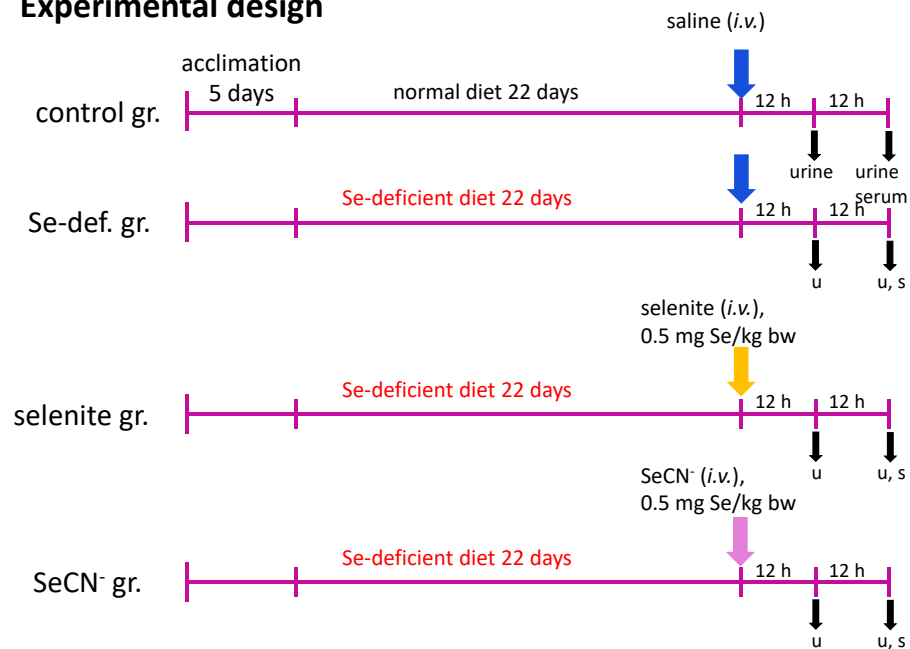 Experimental design
saline (i.v.)
acclimation
5 days
normal diet 22 days
12 h
12 h
control gr.
urine
urine
serum
Se-deficient diet 22 days
12 h
12 h
Se-def. gr.
u
u, s
selenite (i.v.),
0.5 mg Se/kg bw
Se-deficient diet 22 days
12 h
12 h
selenite gr.
u
u, s
SeCN⁻ (i.v.),
0.5 mg Se/kg bw
Se-deficient diet 22 days
12 h
12 h
SeCN⁻ gr.
u
u, s